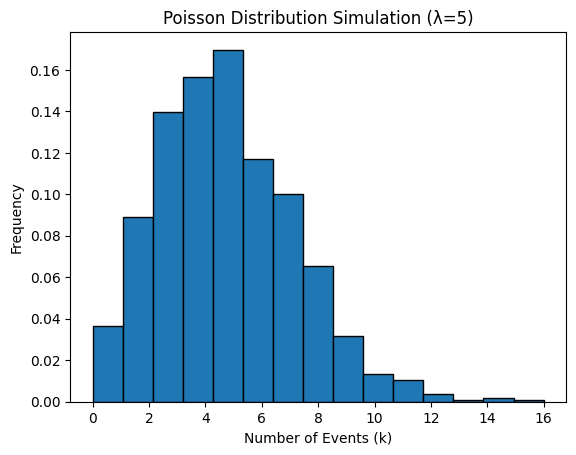 Poisson Distribution Simulation (λ=5)
Frequency
0.16
0.14
0.12
0.10
0.08
0.06
0.04
0.02
0.00
0 2 4 6 8 10 12 14 16
Number of Events (k)